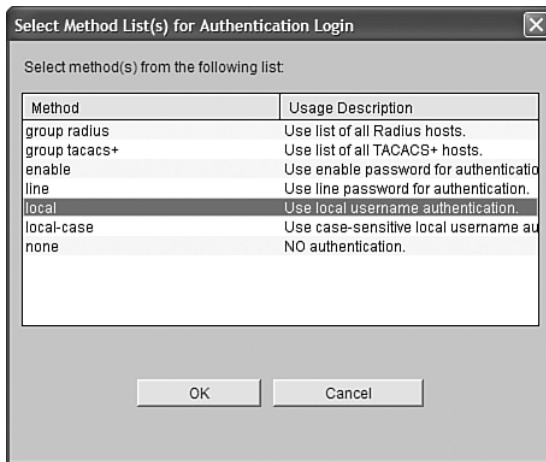 Select Method List(s) for Authentication Login
Select method(s) from the following list:
Method Usage Description
group radius Use list of all Radius hosts.
group tacacs+ Use list of all TACACS+ hosts.
enable Use enable password for authenticatio
line Use line password for authentication.
local Use local username authentication.
local-case Use case-sensitive local username au
none NO authentication.
OK Cancel